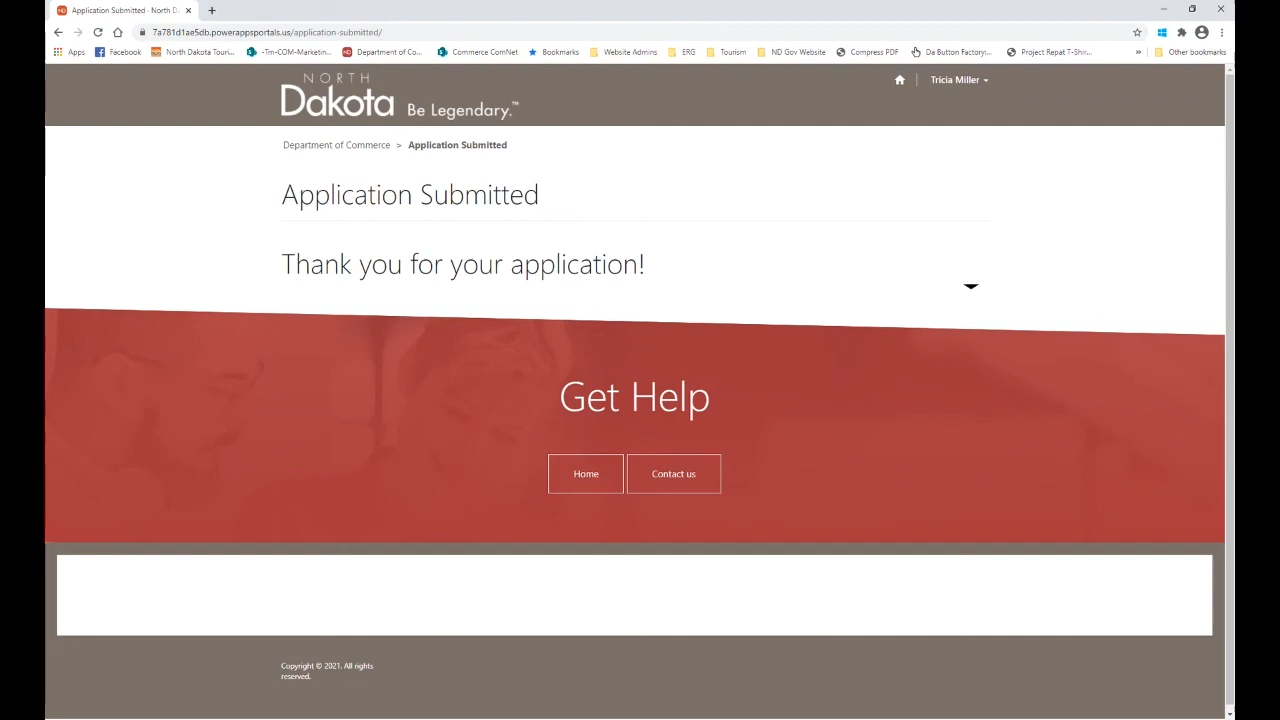 Application Submitted - North Da
7a781d1ae5db.powerappsportals.us/application-submitted/
Apps Facebook North Dakota Touri... -Tm-COM-Marketin... Department of Co... Commerce ComNet Bookmarks Website Admins ERG Tourism ND Gov Website Compress PDF Da Button Factory:... Project Repat T-Shir... » Other bookmarks
NORTH
Dakota Be Legendary.™
Tricia Miller
Department of Commerce > Application Submitted
Application Submitted
Thank you for your application!
Get Help
Home Contact us
Copyright © 2021. All rights
reserved.